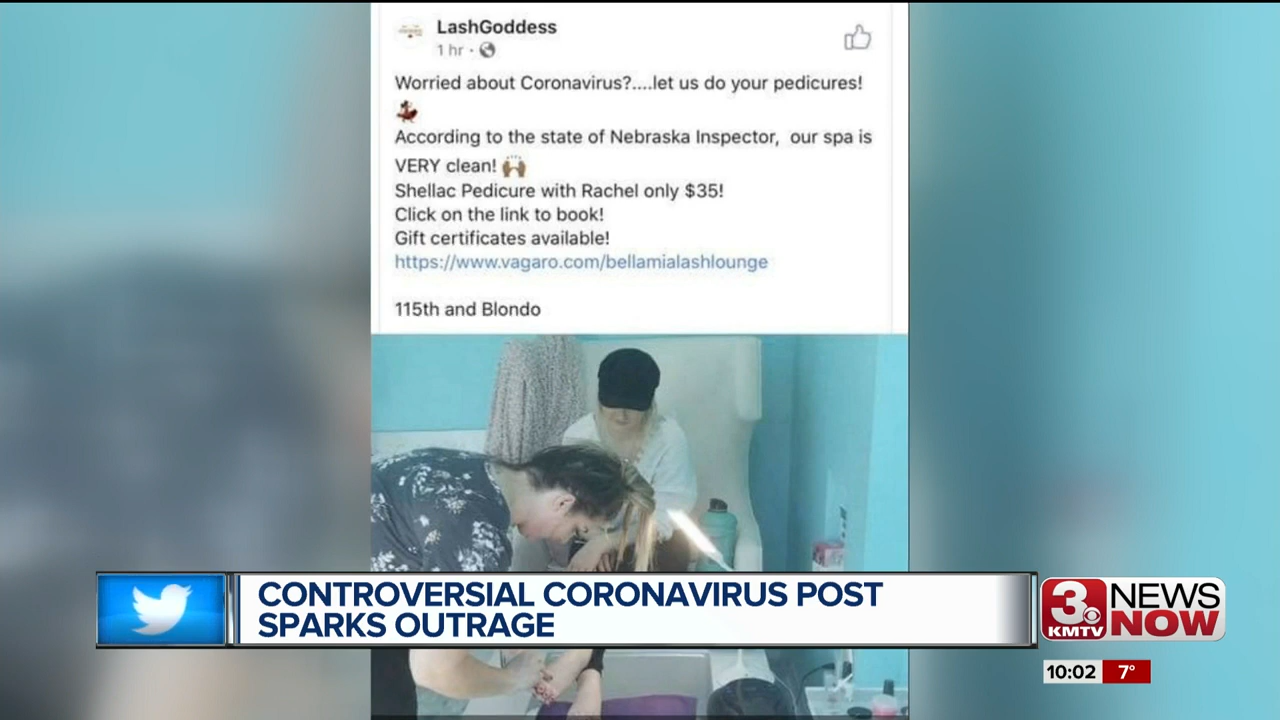 LashGoddess
1 hr ·
Worried about Coronavirus?....let us do your pedicures!
According to the state of Nebraska Inspector, our spa is
VERY clean!
Shellac Pedicure with Rachel only $35!
Click on the link to book!
Gift certificates available!
https://www.vagaro.com/bellamialashlounge
115th and Blondo
CONTROVERSIAL CORONAVIRUS POST
SPARKS OUTRAGE
3 NEWS
KMTV NOW
10:02 7°